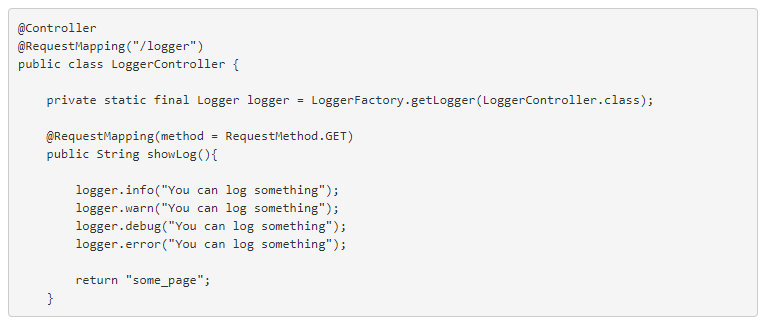 @Controller
@RequestMapping("/logger")
public class LoggerController {
private static final Logger logger = LoggerFactory.getLogger(LoggerController.class);
@RequestMapping(method = RequestMethod.GET)
public String showLog(){
logger.info("You can log something");
logger.warn("You can log something");
logger.debug("You can log something");
logger.error("You can log something");
return "some_page";
}